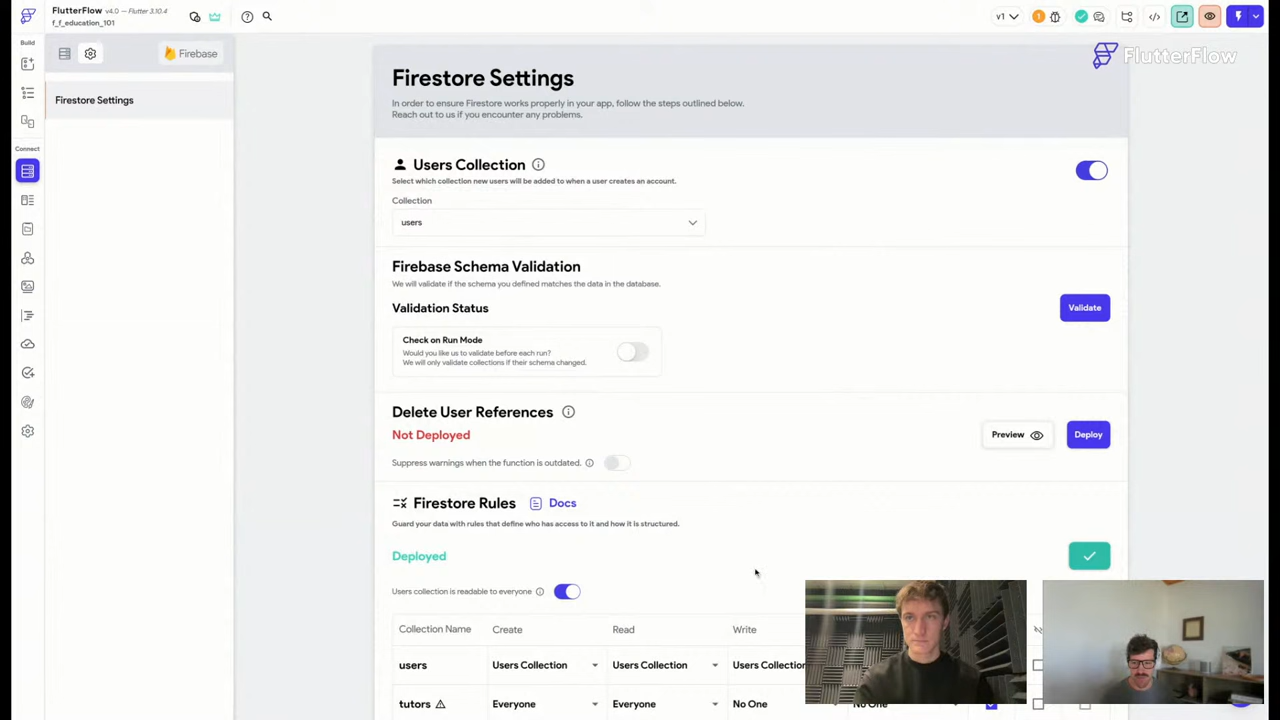 FlutterFlow v4.0 – Flutter 3.10.4
f_f_education_101
v1
1
FlutterFlow
Build
Connect
Firebase
Firestore Settings
Firestore Settings
In order to ensure Firestore works properly in your app, follow the steps outlined below.
Reach out to us if you encounter any problems.
Users Collection
Select which collection new users will be added to when a user creates an account.
Collection
users
Firebase Schema Validation
We will validate if the schema you defined matches the data in the database.
Validation Status
Validate
Check on Run Mode
Would you like us to validate before each run?
We will only validate collections if their schema changed.
Delete User References
Not Deployed
Preview
Deploy
Suppress warnings when the function is outdated.
Firestore Rules
Docs
Guard your data with rules that define who has access to it and how it is structured.
Deployed
Users collection is readable to everyone
Collection Name Create Read Write
users Users Collection Users Collection Users Collection
tutors Everyone Everyone No One No One